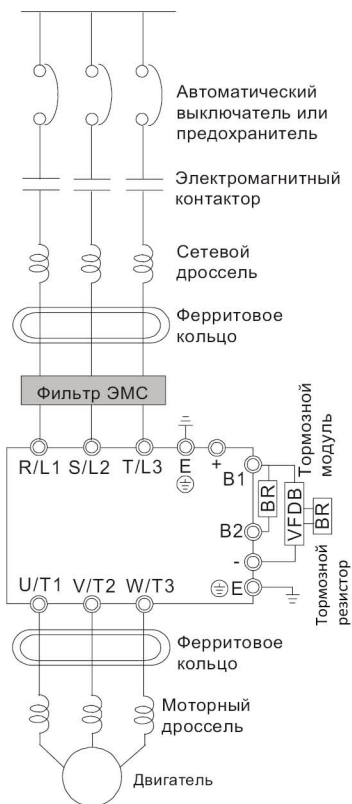 Автоматический
выключатель или
предохранитель
Электромагнитный
контактор
Сетевой
дроссель
Ферритовое
кольцо
Фильтр ЭМС
R/L1 S/L2 T/L3 E +
B1
BR
VFDB
BR
Тормозной
модуль
B2
-
Тормозной
резистор
E
U/T1 V/T2 W/T3
Ферритовое
кольцо
Моторный
дроссель
Двигатель